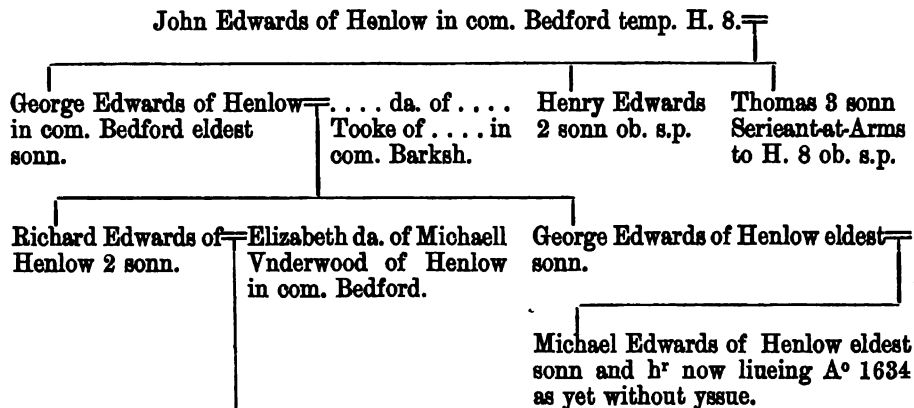 John Edwards of Henlow in com. Bedford temp. H. 8.
George Edwards of Henlow
in com. Bedford eldest
sonn.
. . . . da. of . . . .
Tooke of . . . . in
com. Barksh.
Henry Edwards
2 sonn ob. s.p.
Thomas 3 sonn
Serieant-at-Arms
to H. 8 ob. s.p.
Richard Edwards of
Henlow 2 sonn.
Elizabeth da. of Michaell
Vnderwood of Henlow
in com. Bedford.
George Edwards of Henlow eldest
sonn.
Michael Edwards of Henlow eldest
sonn and hʳ now liueing Aº 1634
as yet without yssue.